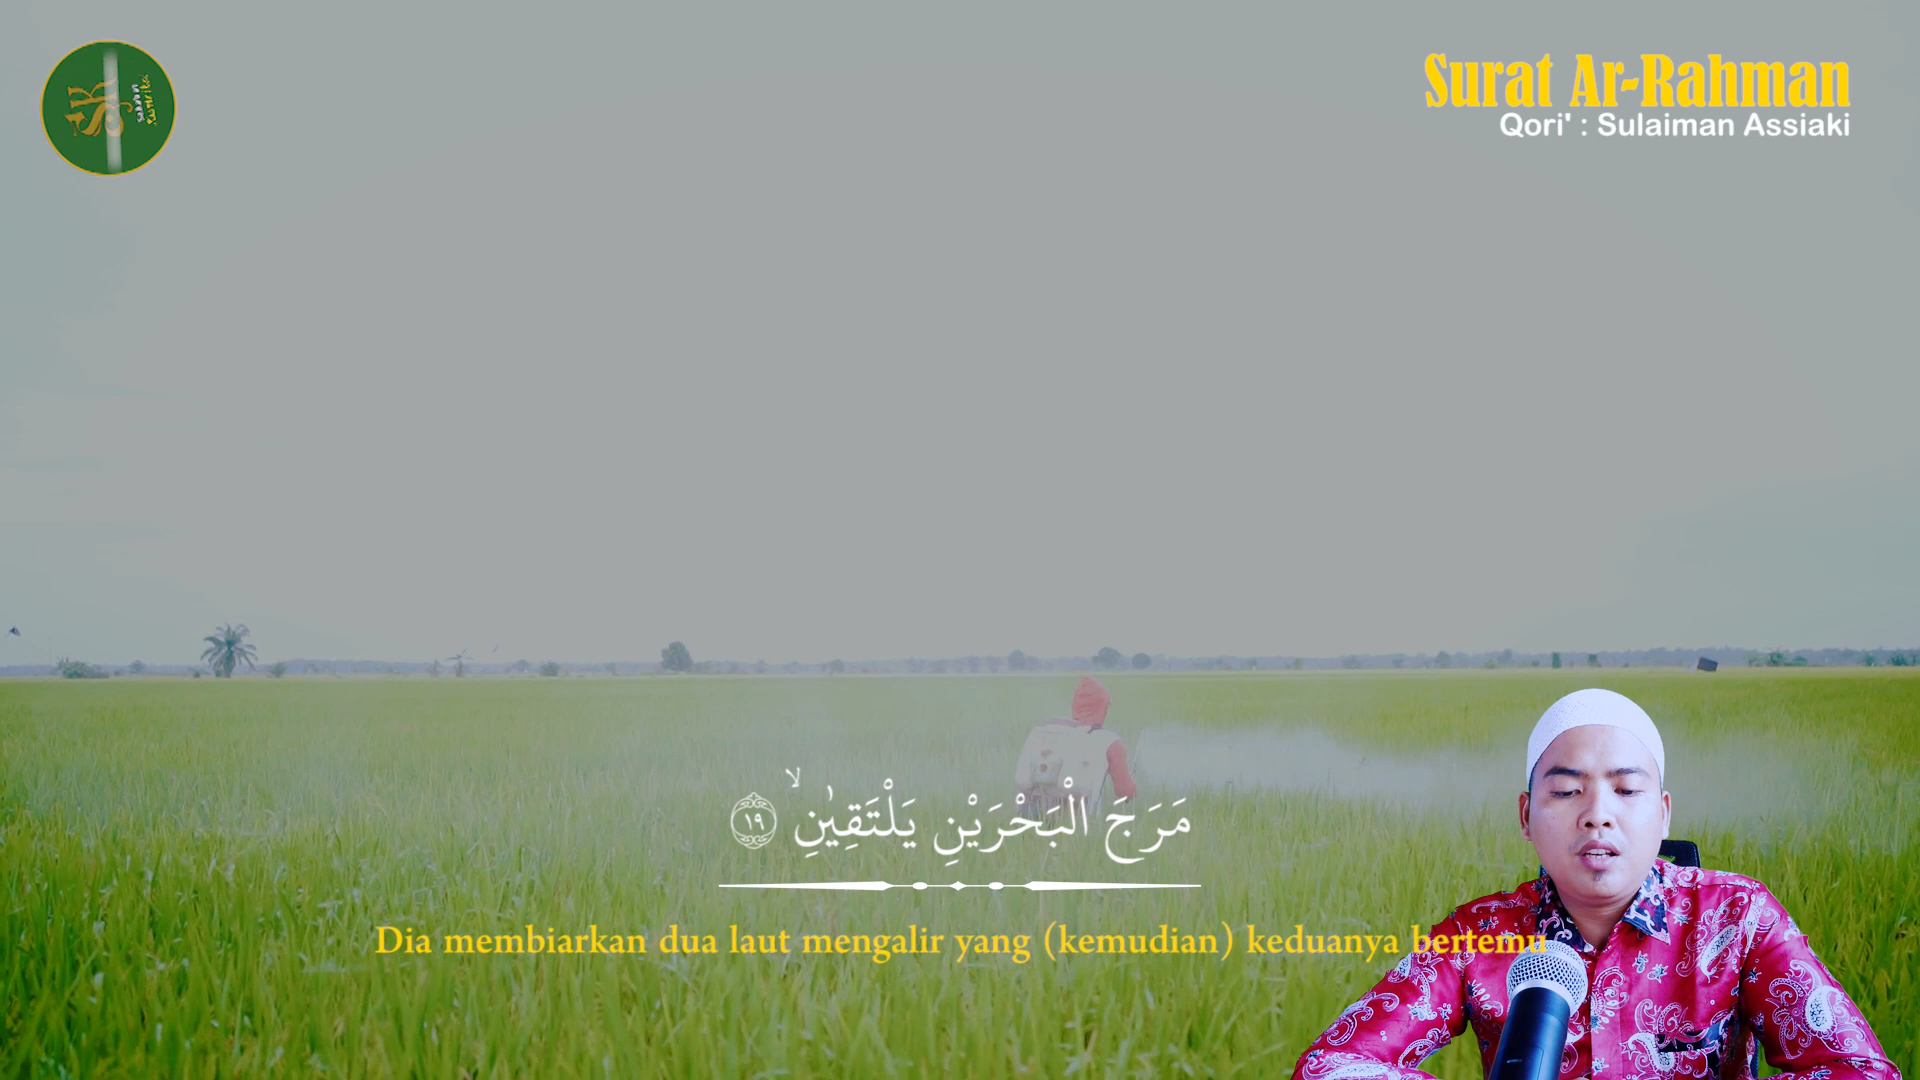 Surat Ar-Rahman
Qori' : Sulaiman Assiaki
مَرَجَ الْبَحْرَيْنِ يَلْتَقِيٰنِۙ ١٩
Dia membiarkan dua laut mengalir yang (kemudian) keduanya bertemu